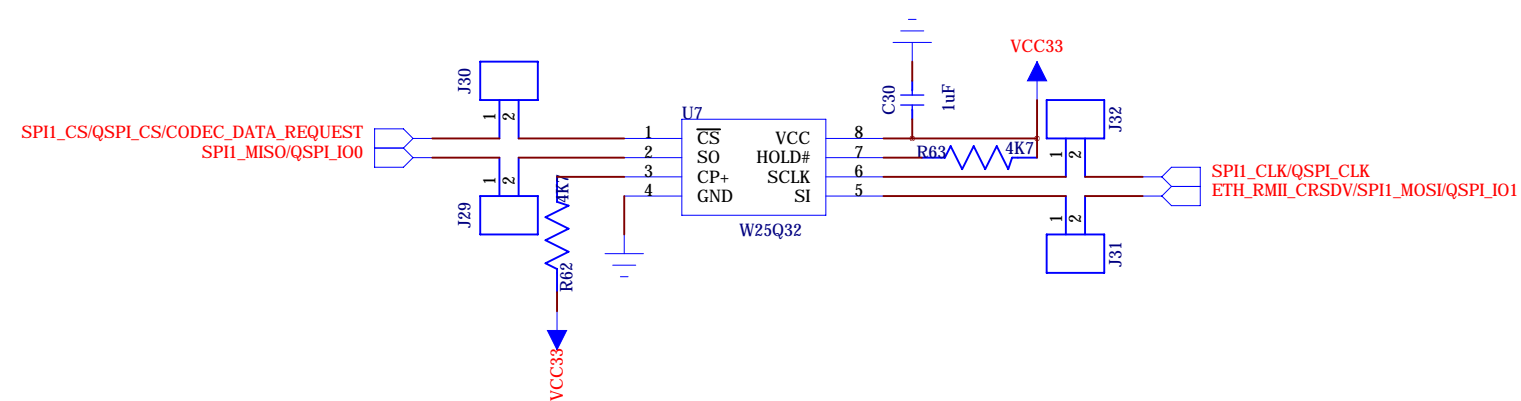 VCC33
J30
C30
1uF
J32
U7
1 2
SPI1_CS/QSPI_CS/CODEC_DATA_REQUEST
1 CS VCC 8
SPI1_MISO/QSPI_IO0
2 SO HOLD# 7
R63 4K7
1 2
3 CP+ SCLK 6
SPI1_CLK/QSPI_CLK
4 GND SI 5
ETH_RMII_CRSDV/SPI1_MOSI/QSPI_IO1
1 2
4K7
J29
1 2
W25Q32
J31
R62
VCC33